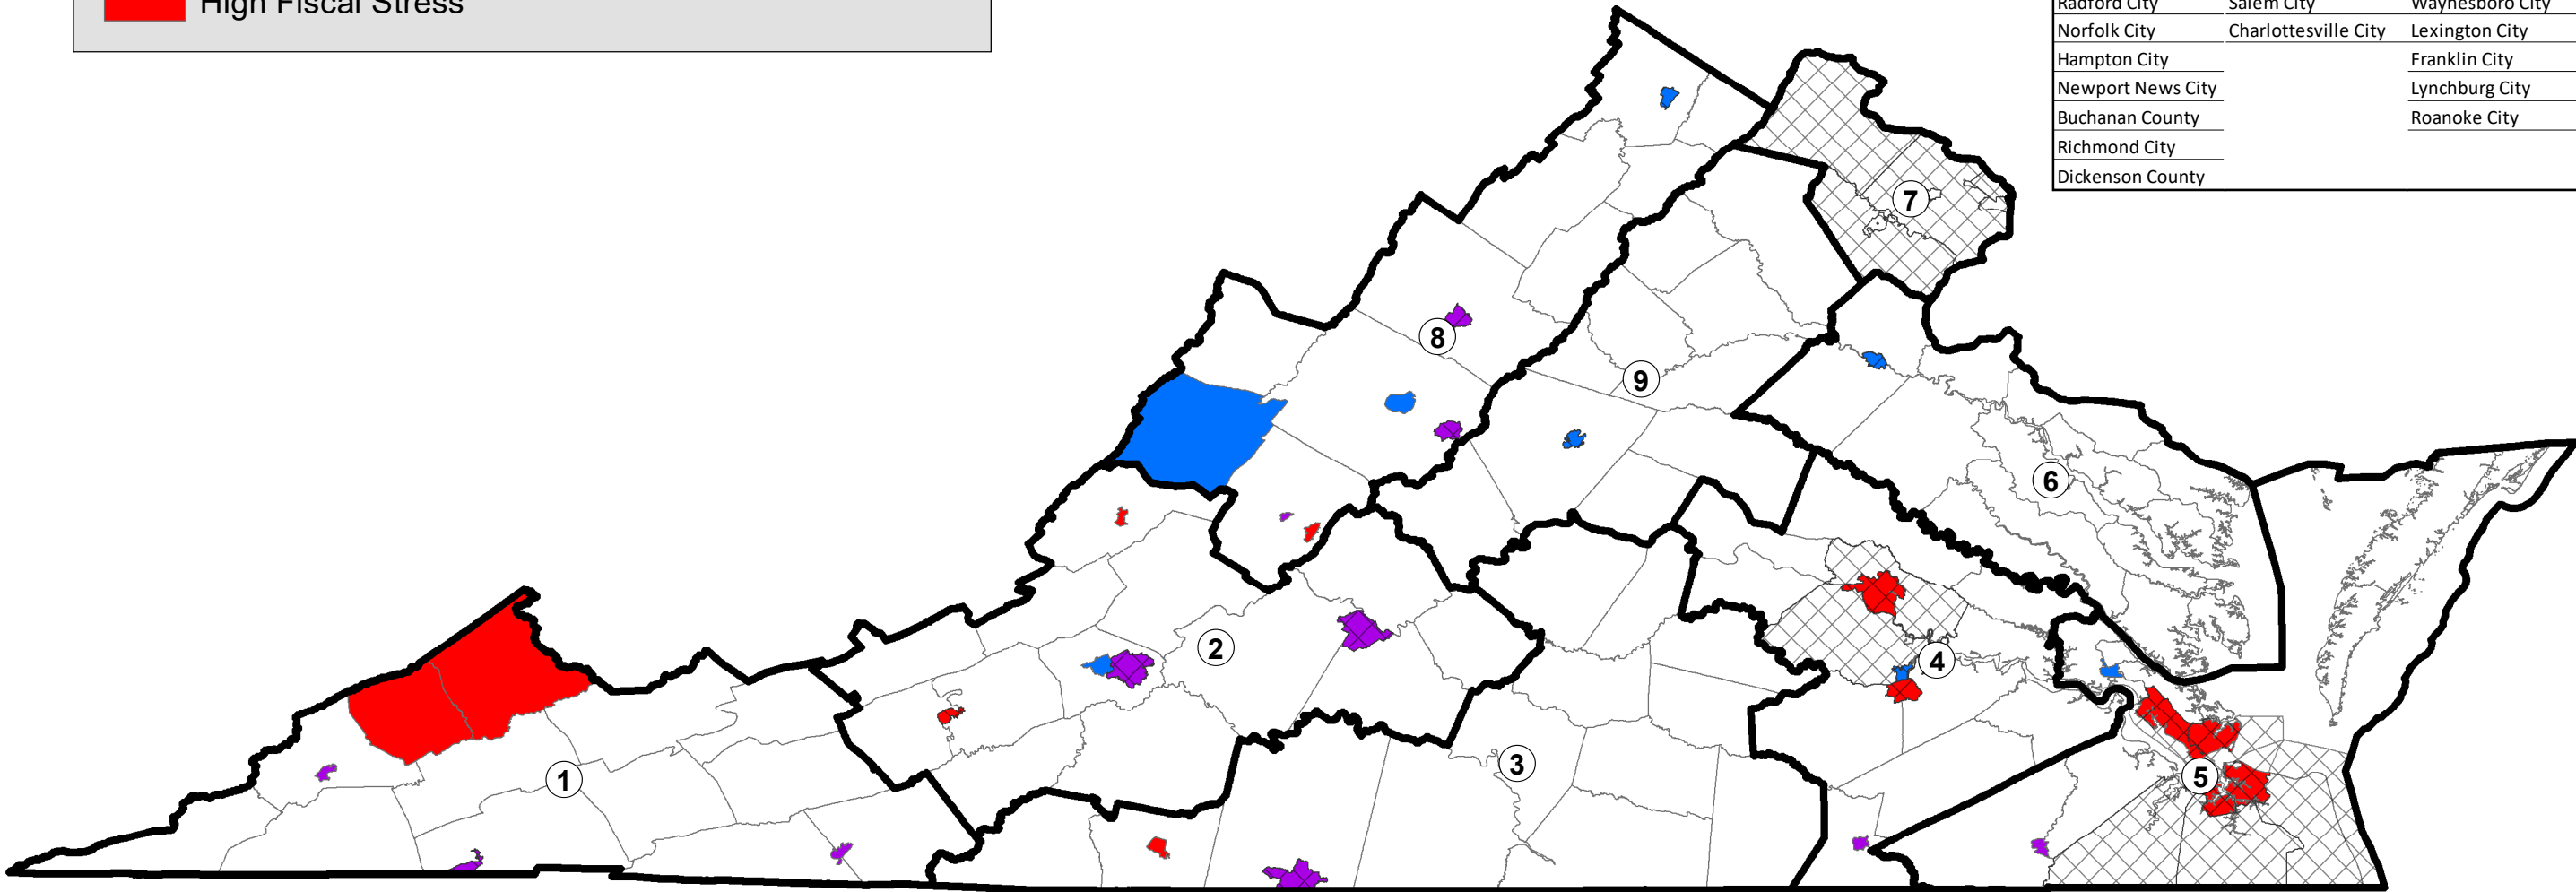 High Fiscal Stress
Radford City Salem City Waynesboro City
Norfolk City Charlottesville City Lexington City
Hampton City Franklin City
Newport News City Lynchburg City
Buchanan County Roanoke City
Richmond City
Dickenson County
7
8
9
6
2
4
3
1
5